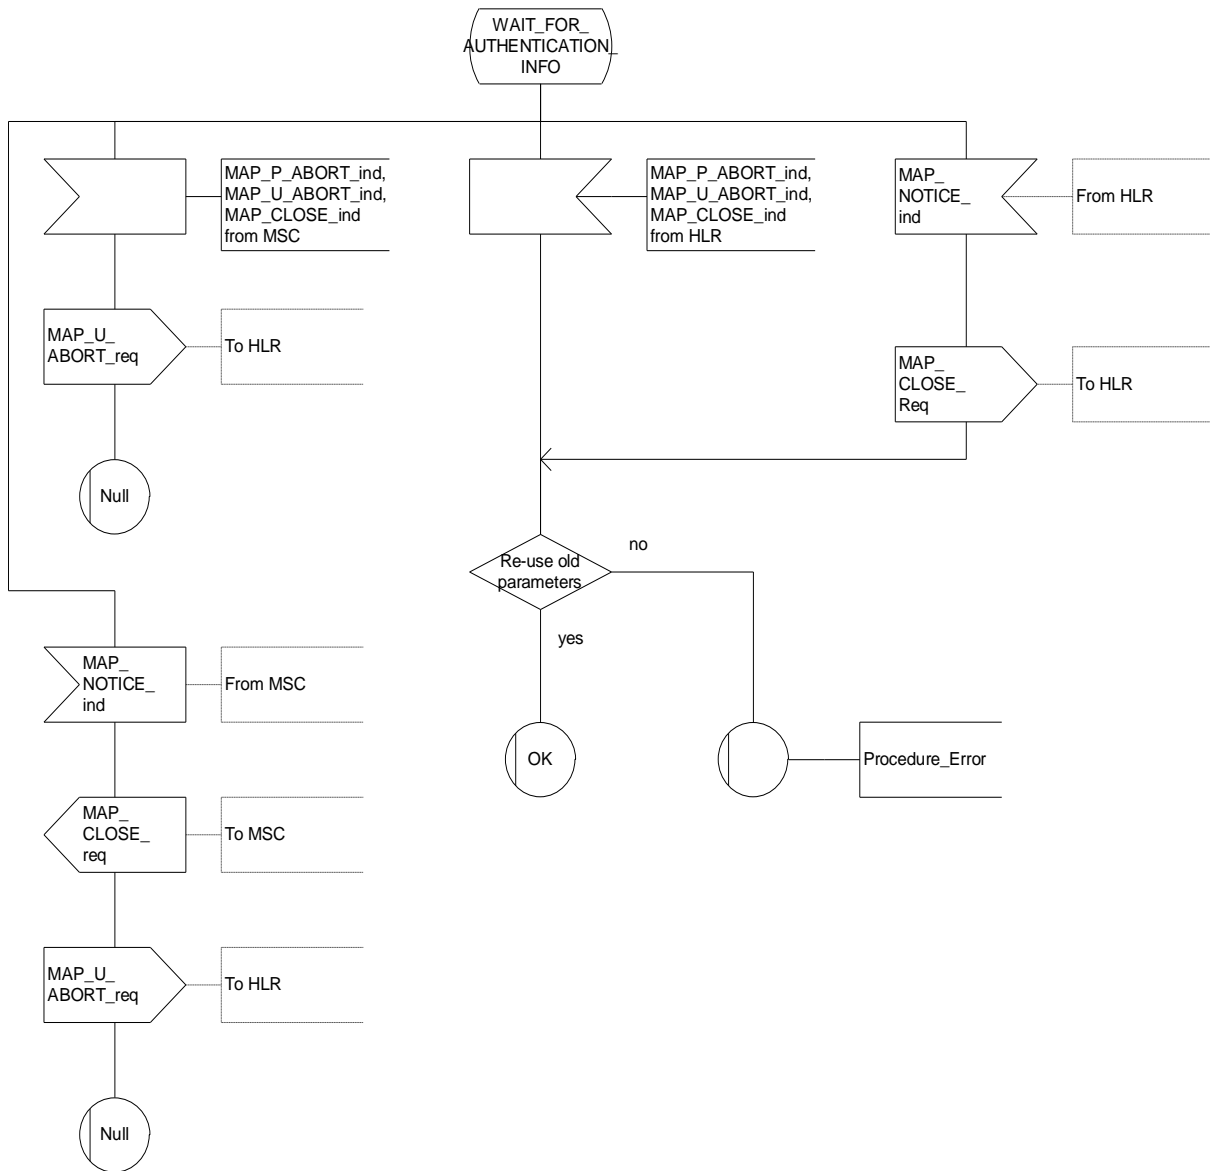 WAIT_FOR_
AUTHENTICATION_
INFO
MAP_P_ABORT_ind,
MAP_U_ABORT_ind,
MAP_CLOSE_ind
from MSC
MAP_P_ABORT_ind,
MAP_U_ABORT_ind,
MAP_CLOSE_ind
from HLR
MAP_
NOTICE_
ind
From HLR
MAP_U_
ABORT_req
To HLR
MAP_
CLOSE_
Req
To HLR
Null
Re-use old
parameters
no
yes
MAP_
NOTICE_
ind
From MSC
OK
Procedure_Error
MAP_
CLOSE_
req
To MSC
MAP_U_
ABORT_req
To HLR
Null